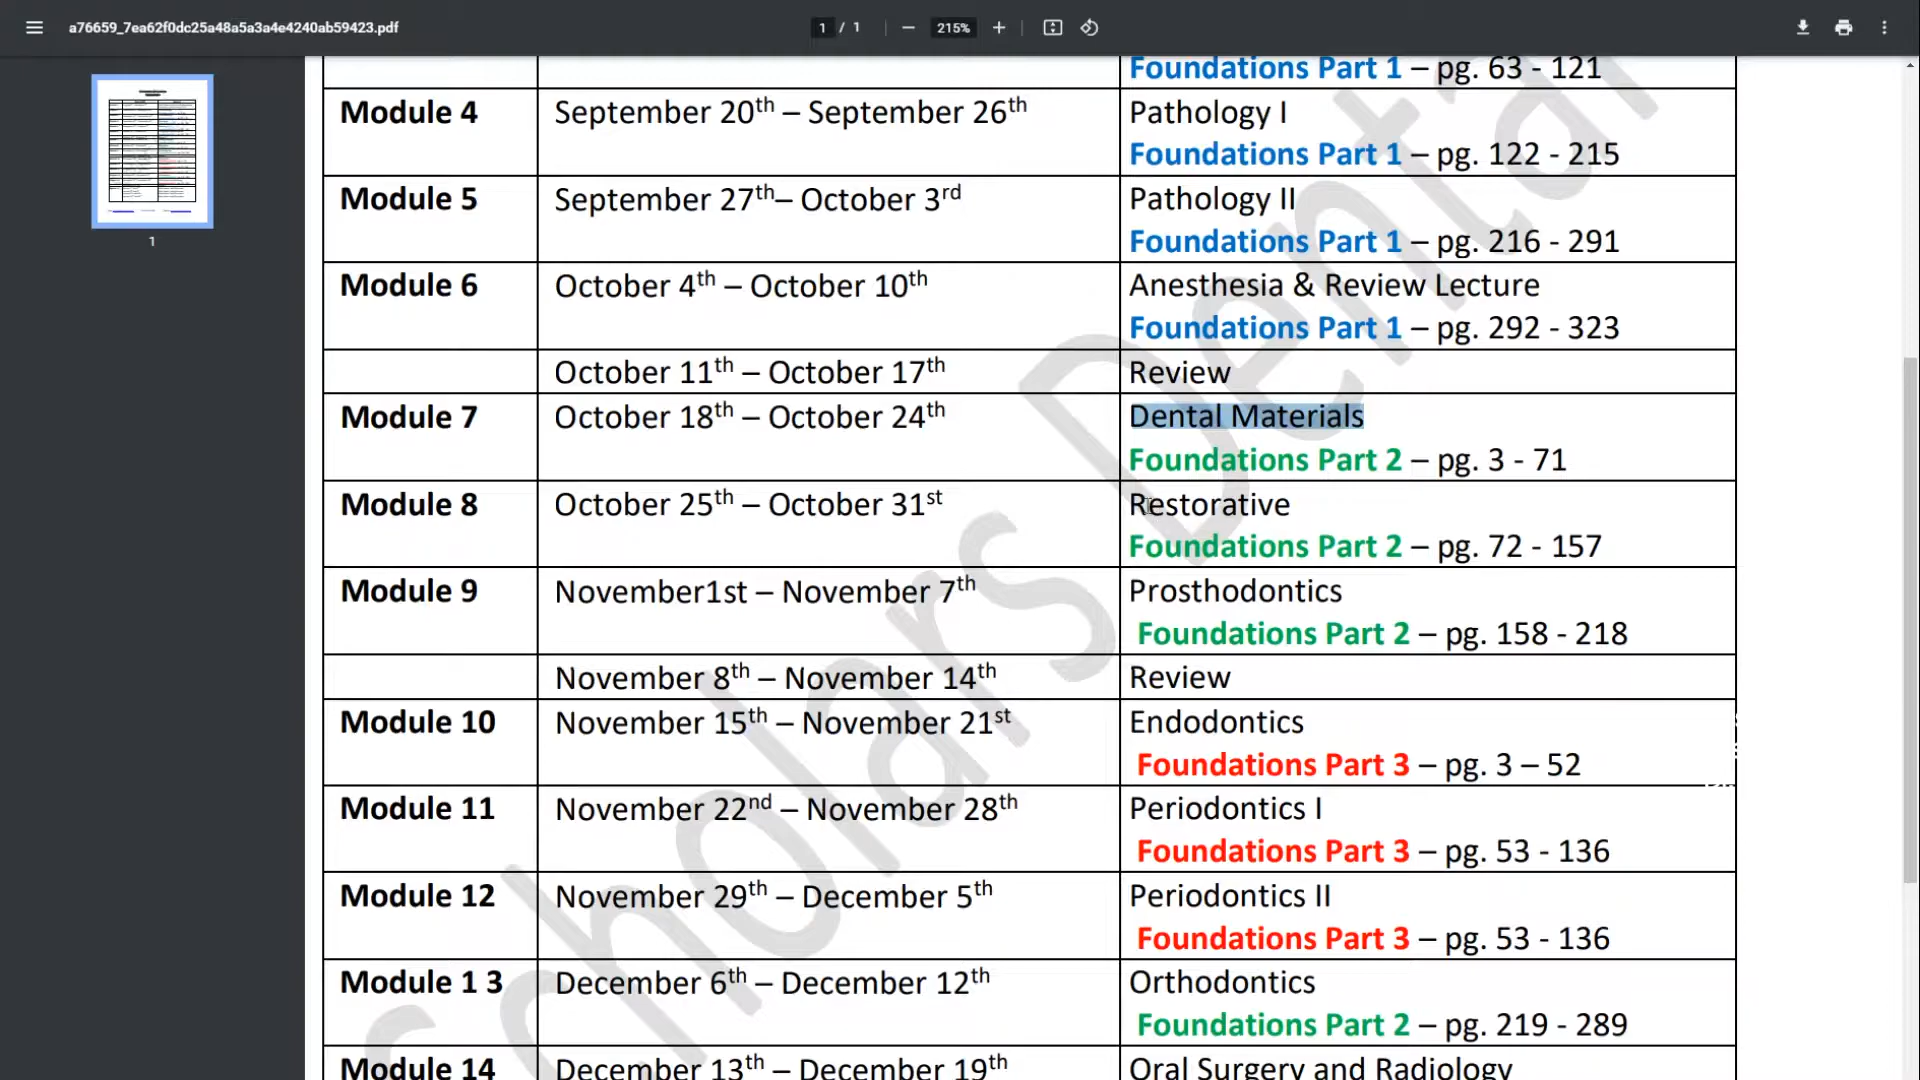 a76659_7ea62f0dc25a48a5a3a4e4240ab59423.pdf
1 / 1
215%
1
Foundations Part 1 – pg. 63 - 121
Module 4 September 20th – September 26th Pathology I
Foundations Part 1 – pg. 122 - 215
Module 5 September 27th– October 3rd Pathology II
Foundations Part 1 – pg. 216 - 291
Module 6 October 4th – October 10th Anesthesia & Review Lecture
Foundations Part 1 – pg. 292 - 323
October 11th – October 17th Review
Module 7 October 18th – October 24th Dental Materials
Foundations Part 2 – pg. 3 - 71
Module 8 October 25th – October 31st Restorative
Foundations Part 2 – pg. 72 - 157
Module 9 November1st – November 7th Prosthodontics
Foundations Part 2 – pg. 158 - 218
November 8th – November 14th Review
Module 10 November 15th – November 21st Endodontics
Foundations Part 3 – pg. 3 – 52
Module 11 November 22nd – November 28th Periodontics I
Foundations Part 3 – pg. 53 - 136
Module 12 November 29th – December 5th Periodontics II
Foundations Part 3 – pg. 53 - 136
Module 1 3 December 6th – December 12th Orthodontics
Foundations Part 2 – pg. 219 - 289
Module 14 December 13th – December 19th Oral Surgery and Radiology
Scholars Dental